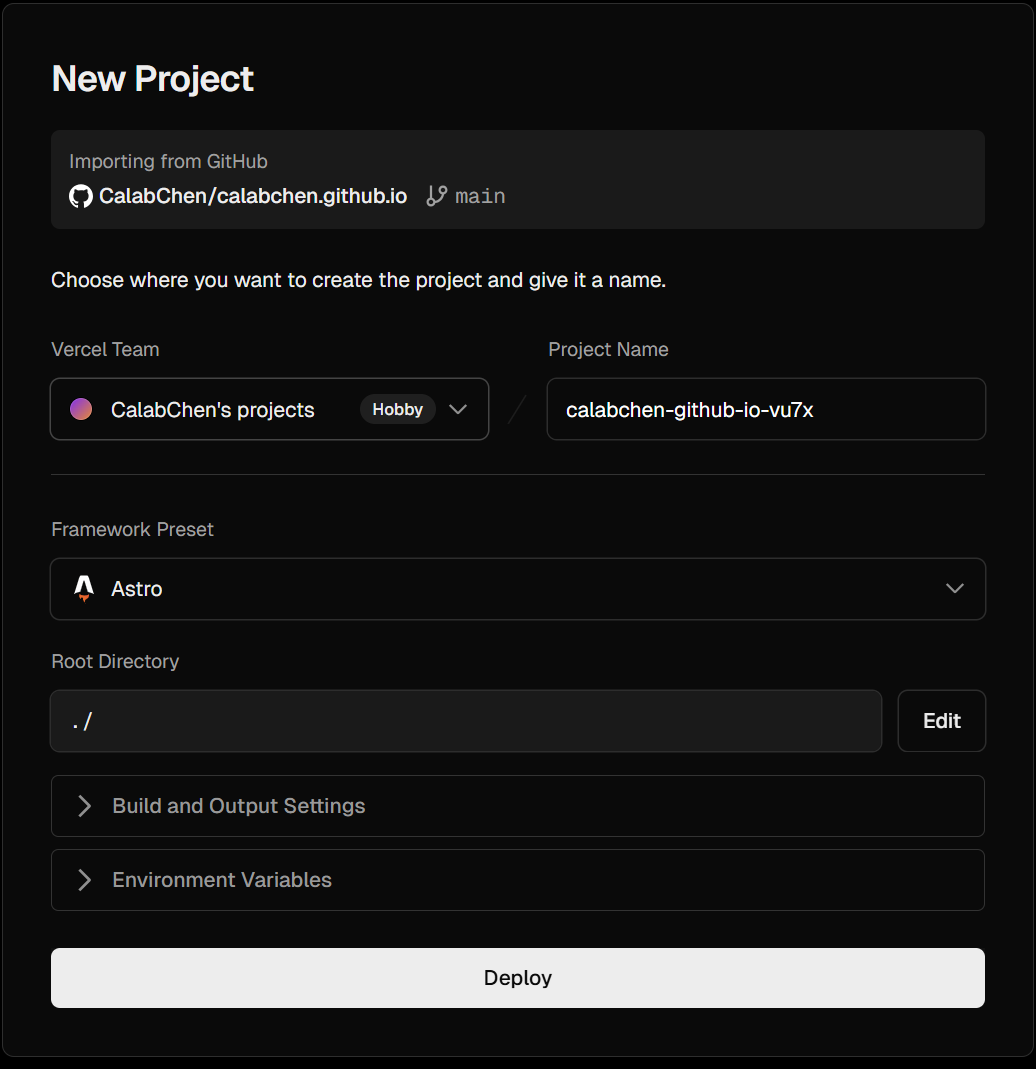 New Project
Importing from GitHub
CalabChen/calabchen.github.io main
Choose where you want to create the project and give it a name.
Vercel Team
Project Name
CalabChen's projects Hobby
/
calabchen-github-io-vu7x
Framework Preset
Astro
Root Directory
./
Edit
Build and Output Settings
Environment Variables
Deploy